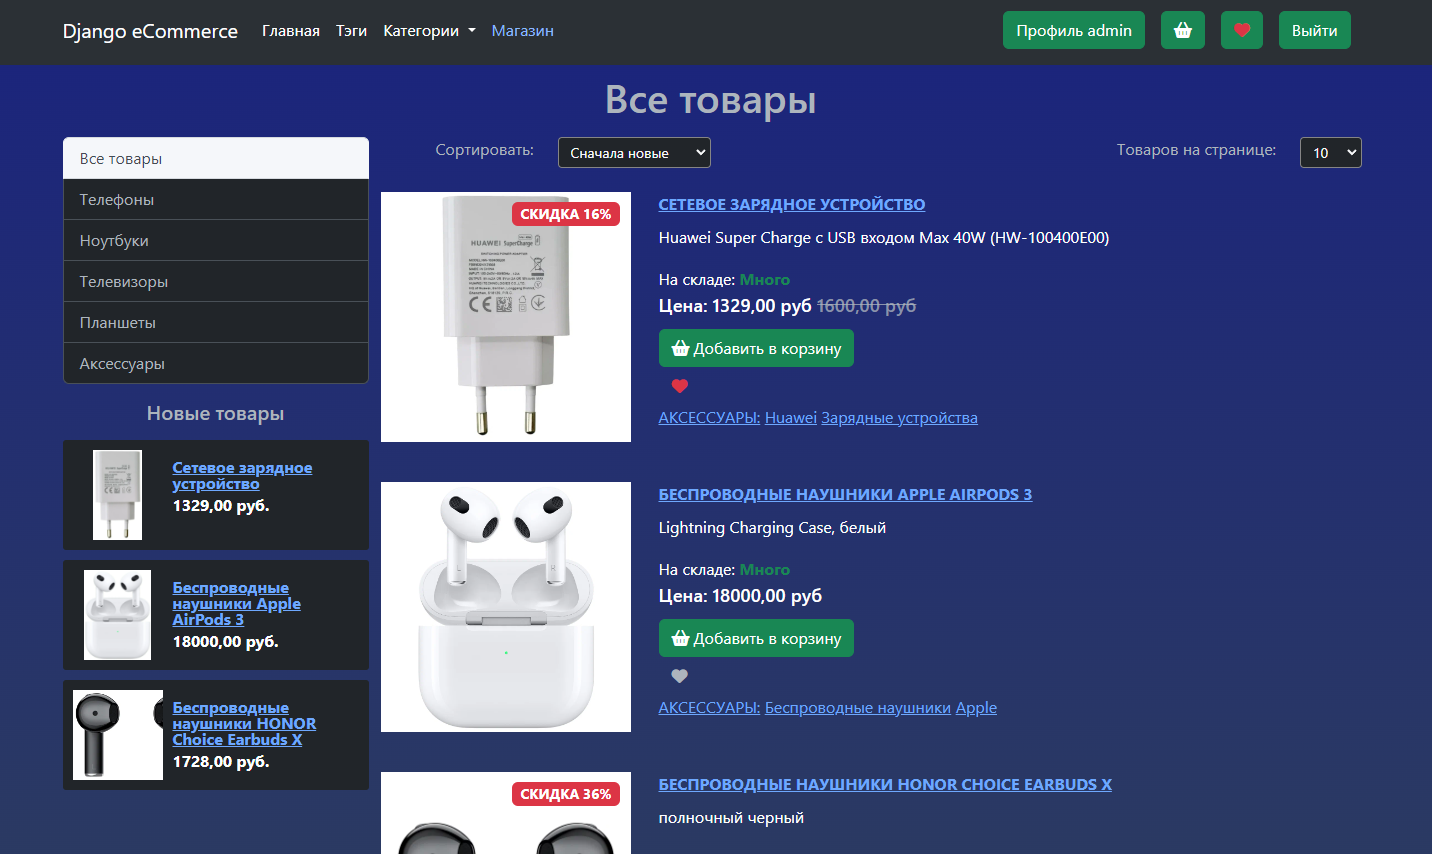 Django eCommerce Главная Тэги Категории Магазин Профиль admin Выйти
Все товары
Сортировать: Сначала новые Товаров на странице: 10
Все товары
Телефоны
Ноутбуки
Телевизоры
Планшеты
Аксессуары
Новые товары
Сетевое зарядное
устройство
1329,00 руб.
Беспроводные
наушники Apple
AirPods 3
18000,00 руб.
Беспроводные
наушники HONOR
Choice Earbuds X
1728,00 руб.
СКИДКА 16%
HUAWEI SuperCharge
СЕТЕВОЕ ЗАРЯДНОЕ УСТРОЙСТВО
Huawei Super Charge с USB входом Max 40W (HW-100400E00)
На складе: Много
Цена: 1329,00 руб 1600,00 руб
Добавить в корзину
АКСЕССУАРЫ: Huawei Зарядные устройства
БЕСПРОВОДНЫЕ НАУШНИКИ APPLE AIRPODS 3
Lightning Charging Case, белый
На складе: Много
Цена: 18000,00 руб
Добавить в корзину
АКСЕССУАРЫ: Беспроводные наушники Apple
СКИДКА 36%
БЕСПРОВОДНЫЕ НАУШНИКИ HONOR CHOICE EARBUDS X
полночный черный